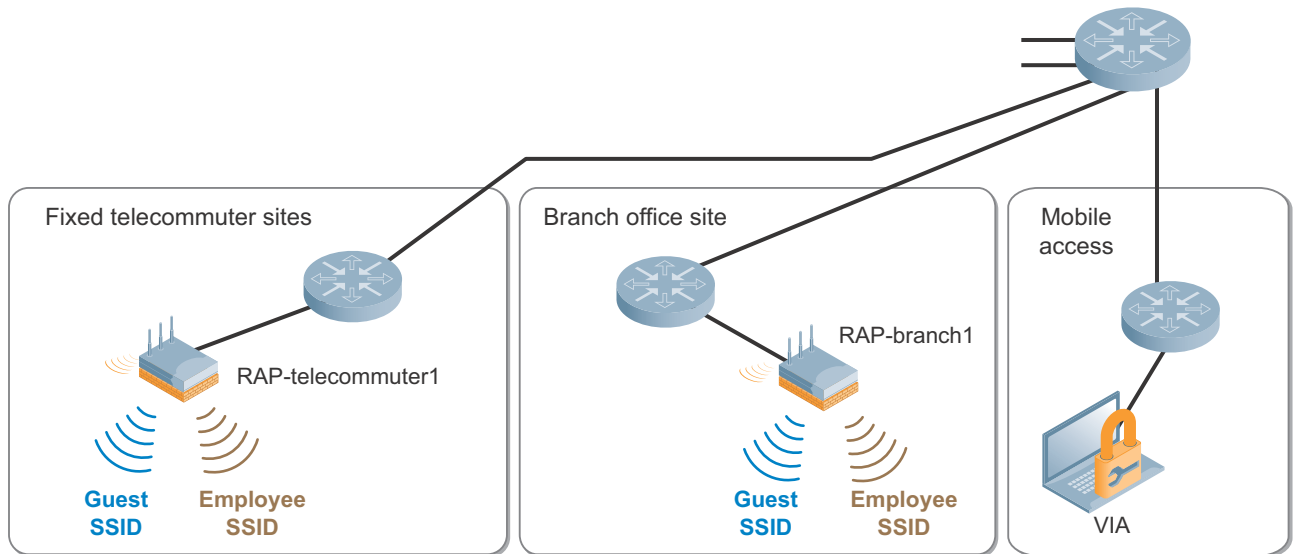 Fixed telecommuter sites
RAP-telecommuter1
Guest
SSID
Employee
SSID
Branch office site
RAP-branch1
Guest
SSID
Employee
SSID
Mobile
access
VIA